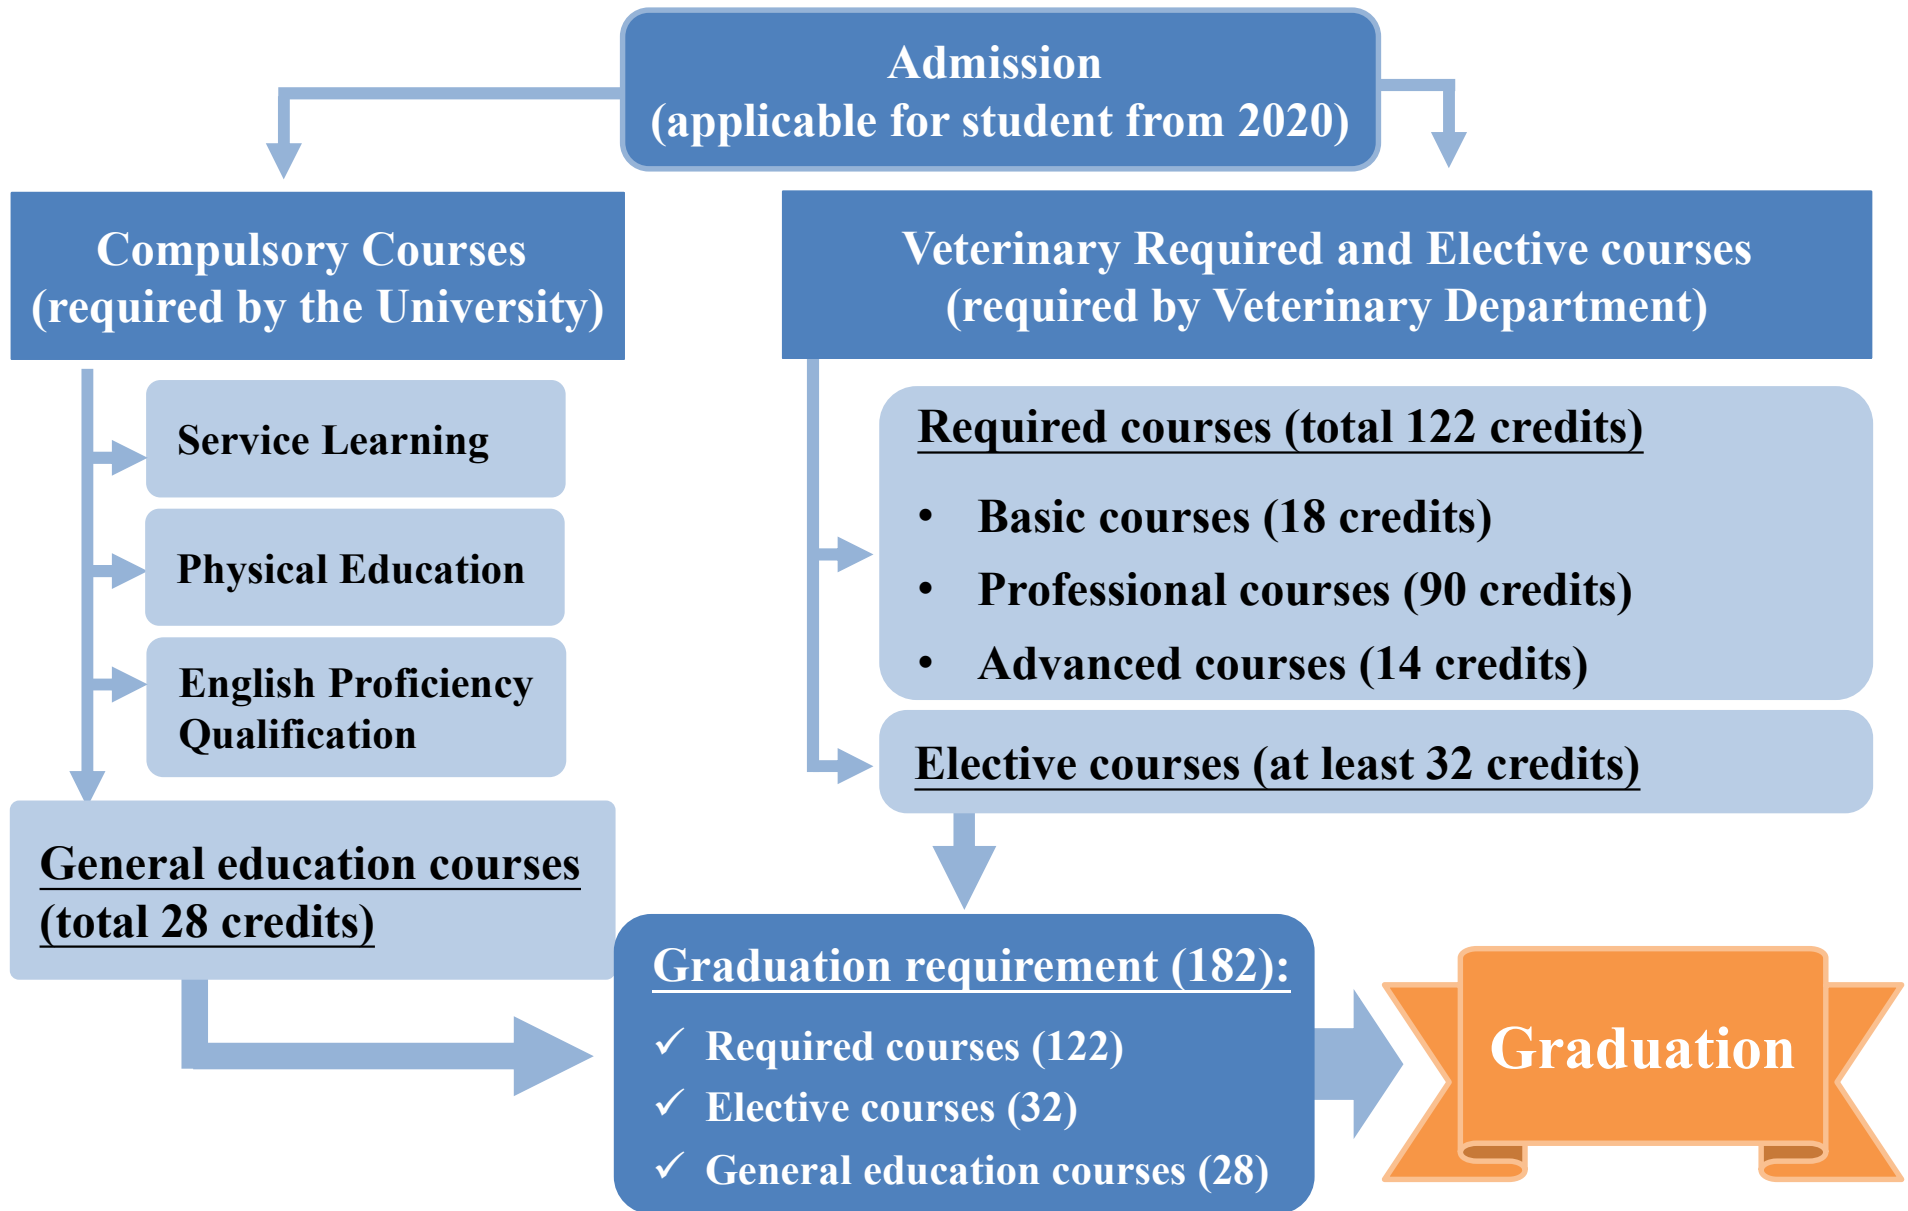 Admission
(applicable for student from 2020)
Compulsory Courses
(required by the University)
Service Learning
Physical Education
English Proficiency
Qualification
General education courses
(total 28 credits)
Veterinary Required and Elective courses
(required by Veterinary Department)
Required courses (total 122 credits)
• Basic courses (18 credits)
• Professional courses (90 credits)
• Advanced courses (14 credits)
Elective courses (at least 32 credits)
Graduation requirement (182):
✓ Required courses (122)
✓ Elective courses (32)
✓ General education courses (28)
Graduation